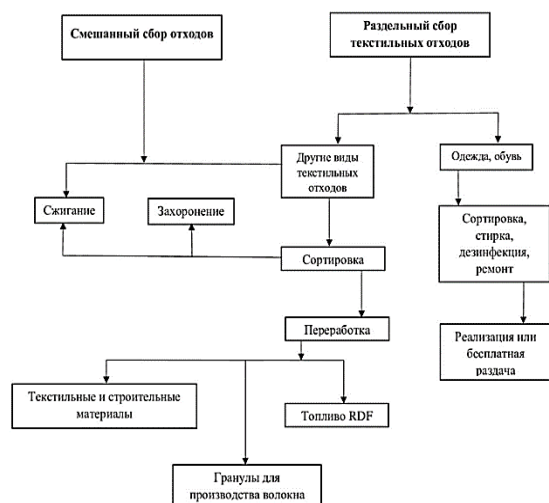 Смешанный сбор отходов
Раздельный сбор
текстильных отходов
Другие виды
текстильных
отходов
Одежда, обувь
Сжигание
Захоронение
Сортировка,
стирка,
дезинфекция,
ремонт
Сортировка
Переработка
Реализация или
бесплатная
раздача
Текстильные и строительные
материалы
Топливо RDF
Гранулы для
производства волокна